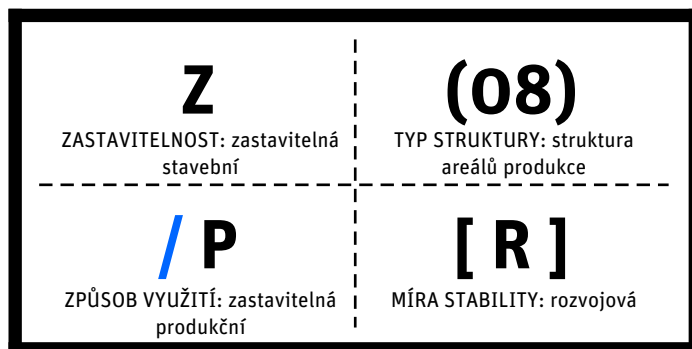 Z
ZASTAVITELNOST: zastavitelná
stavební
(08)
TYP STRUKTURY: struktura
areálů produkce
/ P
ZPŮSOB VYUŽITÍ: zastavitelná
produkční
[ R ]
MÍRA STABILITY: rozvojová